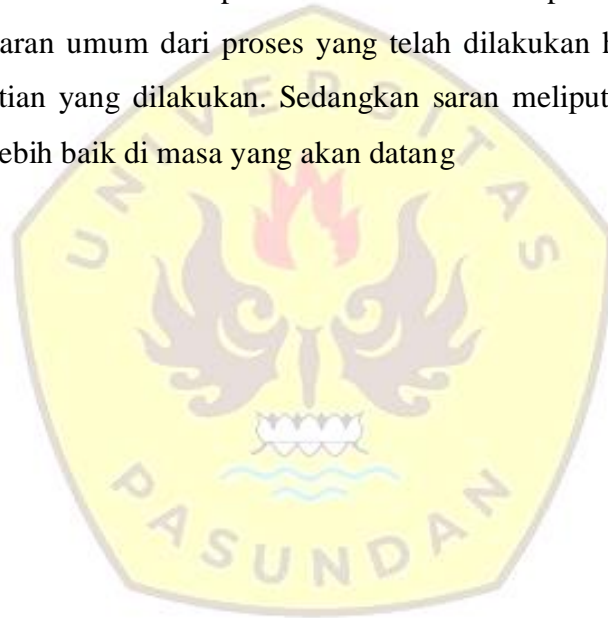 aran umum dari proses yang telah dilakukan h
tian yang dilakukan. Sedangkan saran meliput
ebih baik di masa yang akan datang
UNIVERSITAS
PASUNDAN